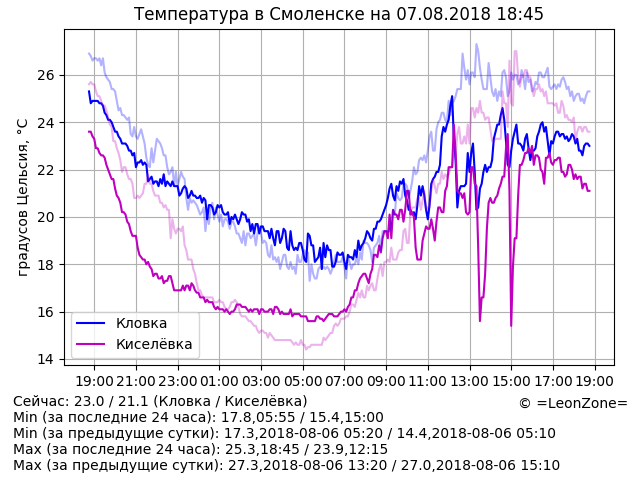 Температура в Смоленске на 07.08.2018 18:45
градусов Цельсия, °C
26
24
22
20
18
16
14
Кловка
Киселёвка
19:00 21:00 23:00 01:00 03:00 05:00 07:00 09:00 11:00 13:00 15:00 17:00 19:00
Сейчас: 23.0 / 21.1 (Кловка / Киселёвка)
© =LeonZone=
Min (за последние 24 часа): 17.8,05:55 / 15.4,15:00
Min (за предыдущие сутки): 17.3,2018-08-06 05:20 / 14.4,2018-08-06 05:10
Max (за последние 24 часа): 25.3,18:45 / 23.9,12:15
Max (за предыдущие сутки): 27.3,2018-08-06 13:20 / 27.0,2018-08-06 15:10